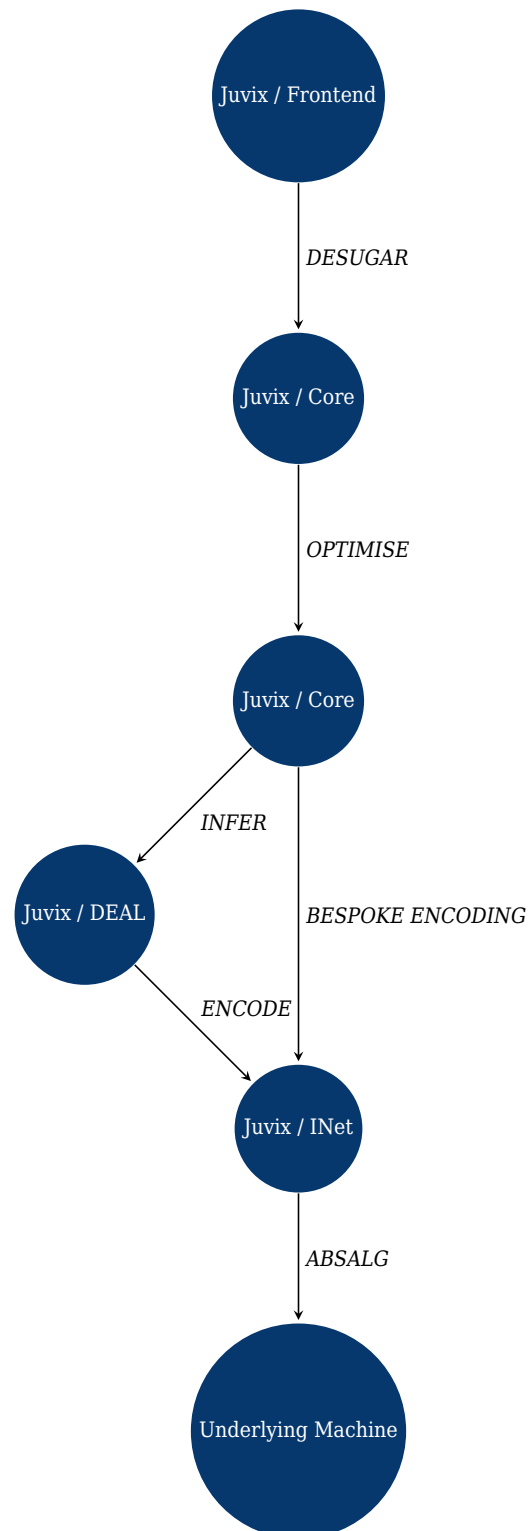 Juvix / Frontend
DESUGAR
Juvix / Core
OPTIMISE
Juvix / Core
INFER
Juvix / DEAL
BESPOKE ENCODING
ENCODE
Juvix / INet
ABSALG
Underlying Machine